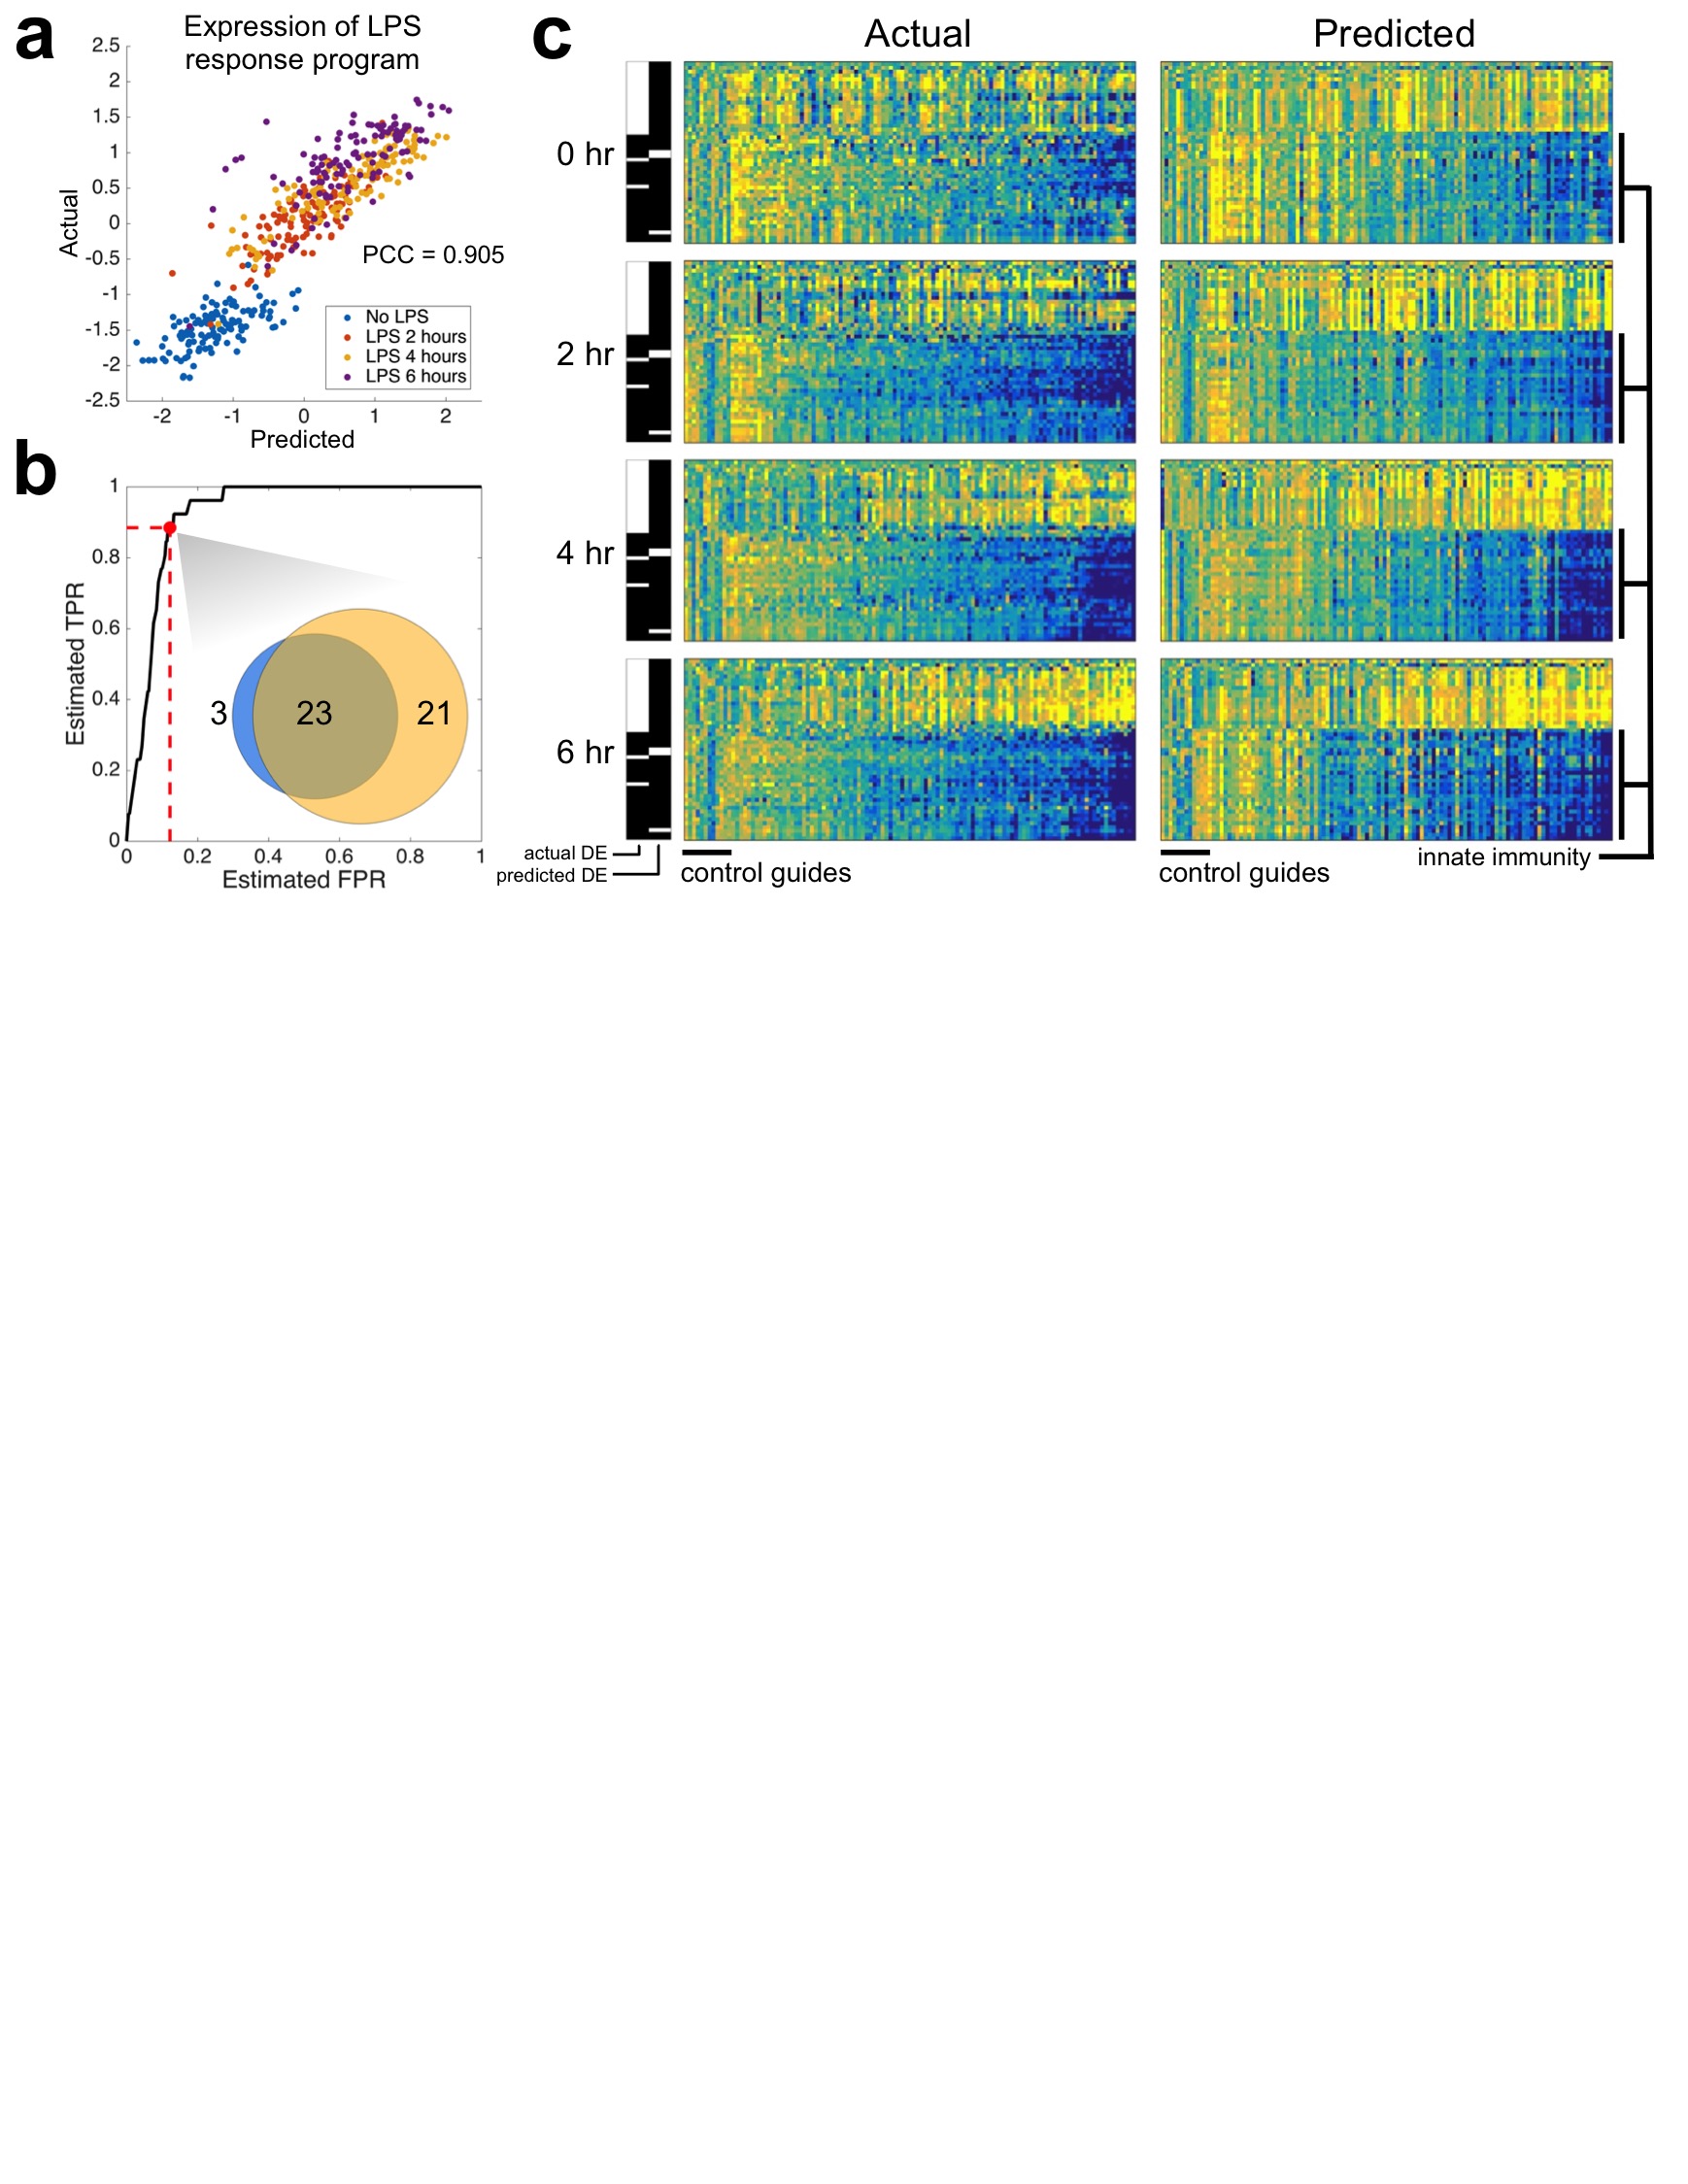 a
Expression of LPS
response program
2.5
2
1.5
1
0.5
0
-0.5
-1
-1.5
-2
-2.5
Actual
PCC = 0.905
No LPS
LPS 2 hours
LPS 4 hours
LPS 6 hours
-2 -1 0 1 2
Predicted
b
1
0.8
0.6
0.4
0.2
0
Estimated TPR
3 23 21
0 0.2 0.4 0.6 0.8 1
Estimated FPR
c
Actual Predicted
0 hr
2 hr
4 hr
6 hr
actual DE
predicted DE
control guides
control guides
innate immunity